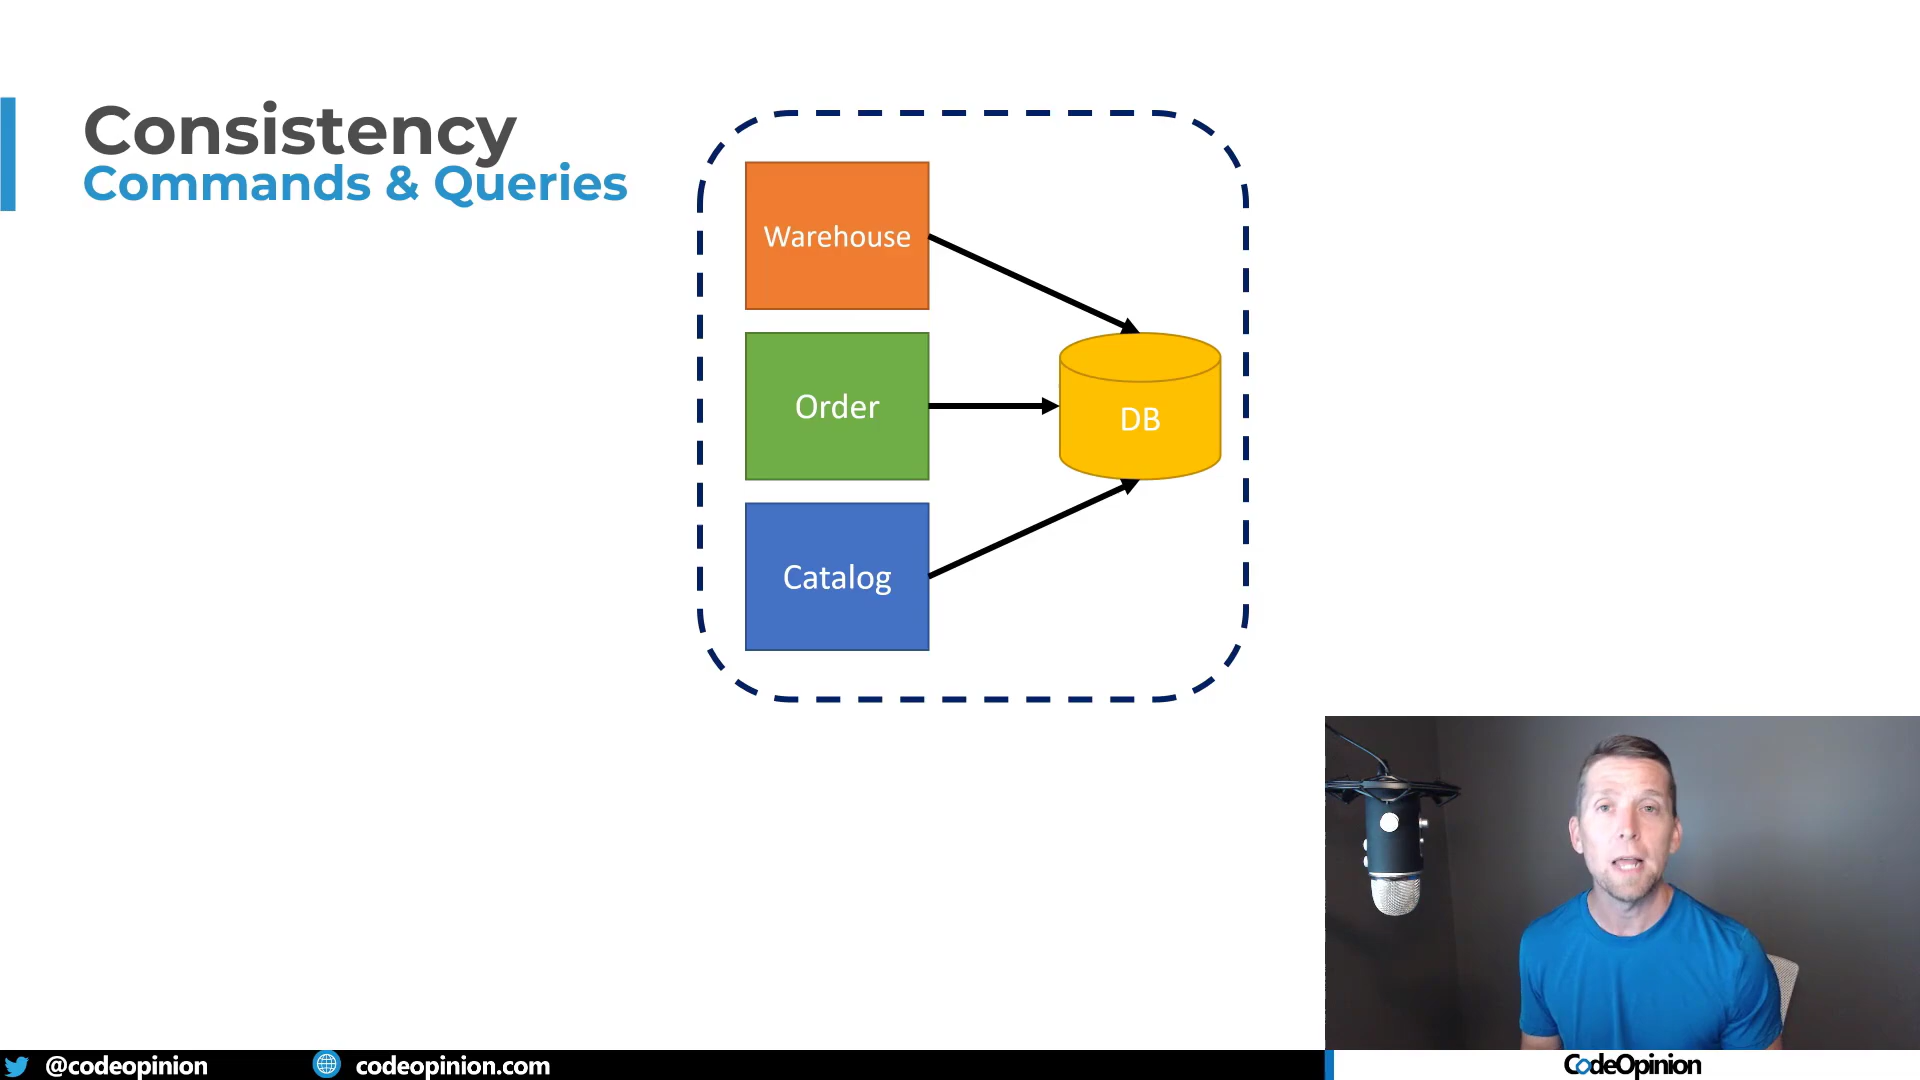 Consistency
Commands & Queries
Warehouse
Order
DB
Catalog
@codeopinion
codeopinion.com
CodeOpinion